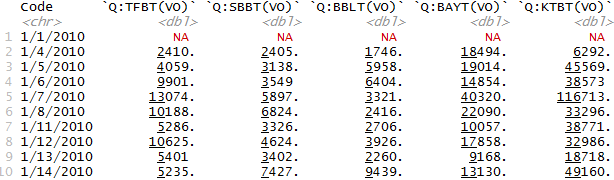 Code `Q:TFBT(VO)` `Q:SBBT(VO)` `Q:BBLT(VO)` `Q:BAYT(VO)` `Q:KTBT(VO)`
<chr> <dbl> <dbl> <dbl> <dbl> <dbl>
1 1/1/2010 NA NA NA NA NA
2 1/4/2010 2410. 2405. 1746. 18494. 6292.
3 1/5/2010 4059. 3138. 5958. 19014. 45569.
4 1/6/2010 9901. 3549 6404. 14854. 38573
5 1/7/2010 13074. 5897. 3321. 40320. 116713.
6 1/8/2010 10188. 6824. 2416. 22090. 33296.
7 1/11/2010 5286. 3326. 2706. 10057. 38771.
8 1/12/2010 10625. 4624. 3926. 17858. 32986.
9 1/13/2010 5401 3402. 2260. 9168. 18718.
10 1/14/2010 5235. 7427. 9439. 13130. 49160.